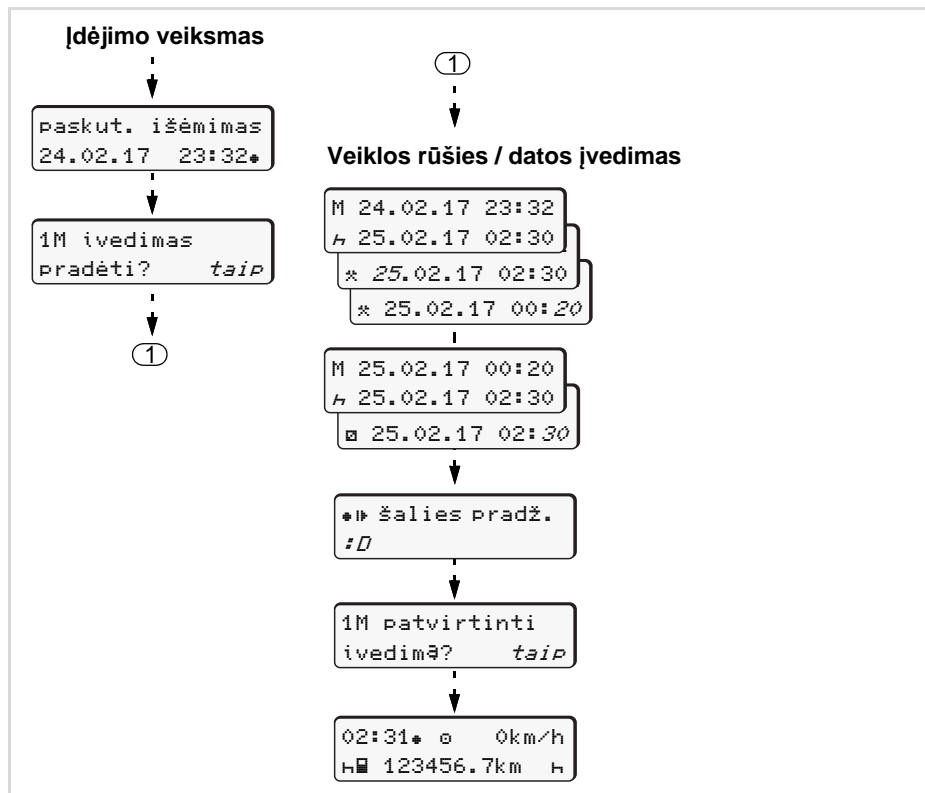 Įdėjimo veiksmas
paskut. išėmimas
24.02.17 23:32
1M ivedimas
pradėti? taip
1
1
Veiklos rūšies / datos įvedimas
M 24.02.17 23:32
25.02.17 02:30
25.02.17 02:30
25.02.17 00:20
M 25.02.17 00:20
25.02.17 02:30
25.02.17 02:30
šalies pradž.
:D
1M patvirtinti
ivedimą? taip
02:31 0km/h
123456.7km